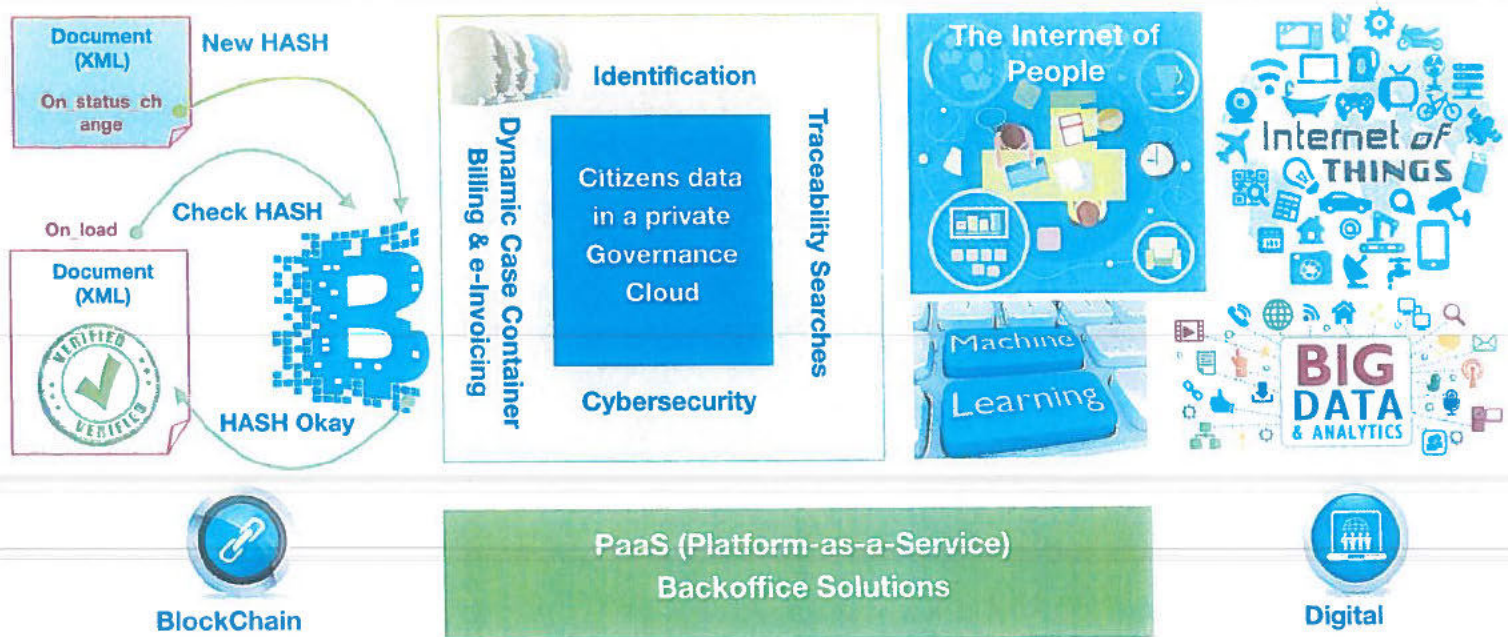 Document
(XML)
On_status_ch
ange
New HASH
Check HASH
On_load
Document
(XML)
VERIFIED
VERIFIED
HASH Okay
B
Identification
Dynamic Case Container
Billing & e-Invoicing
Citizens data
in a private
Governance
Cloud
Traceability Searches
Cybersecurity
The Internet of
People
Internet of
THINGS
Machine
Learning
BIG
DATA
& ANALYTICS
BlockChain
PaaS (Platform-as-a-Service)
Backoffice Solutions
Digital